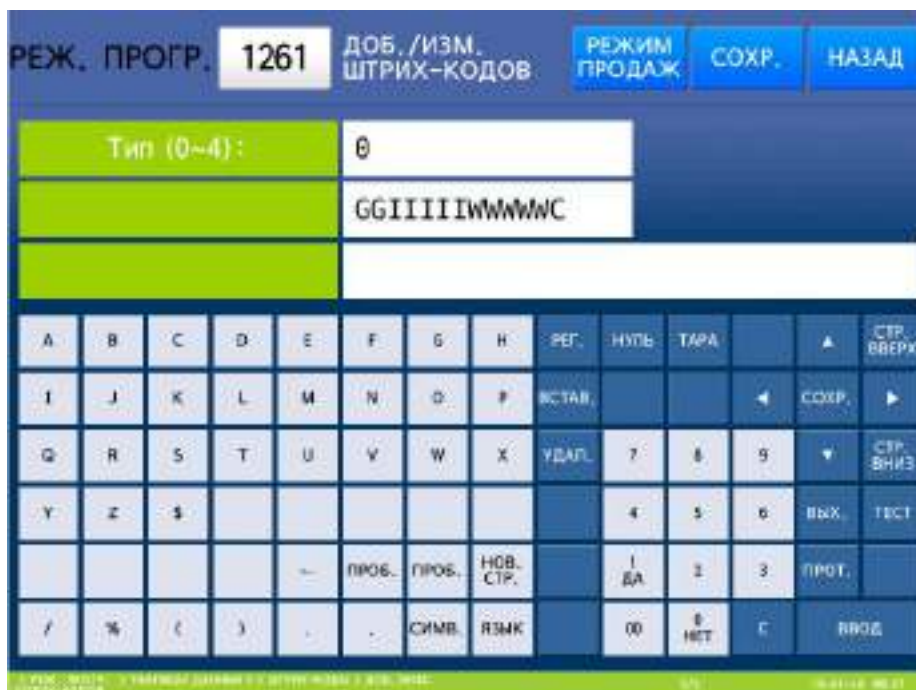 РЕЖ. ПРОГР. 1261 ДОБ./ИЗМ. ШТРИХ-КОДОВ РЕЖИМ ПРОДАЖ СОХР. НАЗАД
Тип (0~4): 0
GGIIIIIWWWWWC
A B C D E F G H РЕГ. НУЛЬ ТАРА ▲ СТР. ВВЕРХ
I J K L M N O P ВСТАВ. ◀ СОХР. ▶
Q R S T U V W X УДАЛ. 7 8 9 ▼ СТР. ВНИЗ
Y Z $ 4 5 6 ВЫХ. ТЕСТ
← ПРОБ. ПРОБ. НОВ. СТР. 1 ДА 2 3 ПРОТ.
/ % ( ) , . СИМВ. ЯЗЫК 00 0 НЕТ C ВВОД